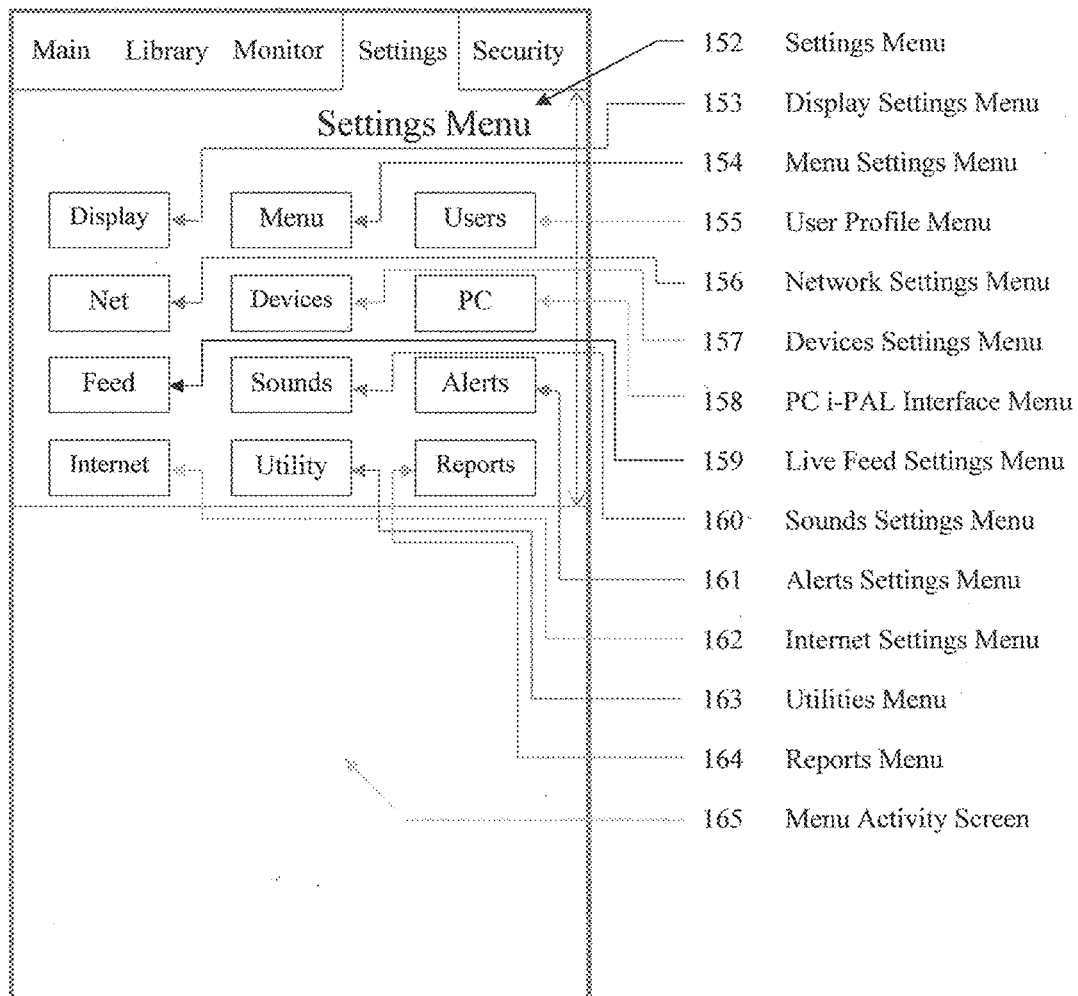 Main Library Monitor Settings Security
Settings Menu
Display Menu Users
Net Devices PC
Feed Sounds Alerts
Internet Utility Reports
152 Settings Menu
153 Display Settings Menu
154 Menu Settings Menu
155 User Profile Menu
156 Network Settings Menu
157 Devices Settings Menu
158 PC i-PAL Interface Menu
159 Live Feed Settings Menu
160 Sounds Settings Menu
161 Alerts Settings Menu
162 Internet Settings Menu
163 Utilities Menu
164 Reports Menu
165 Menu Activity Screen